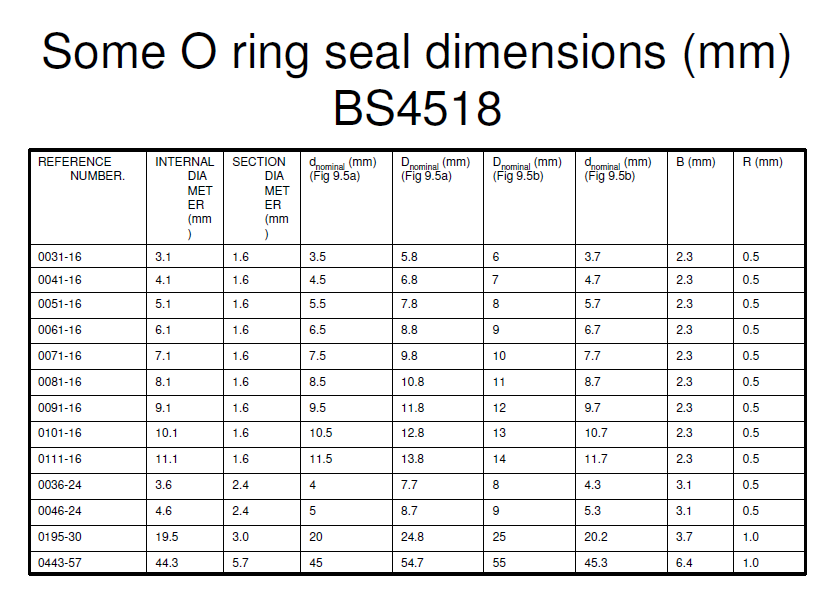 Some O ring seal dimensions (mm)
BS4518
REFERENCE NUMBER. INTERNAL DIA MET ER (mm ) SECTION DIA MET ER (mm ) dnominal (mm) (Fig 9.5a) Dnominal (mm) (Fig 9.5a) Dnominal (mm) (Fig 9.5b) dnominal (mm) (Fig 9.5b) B (mm) R (mm)
0031-16 3.1 1.6 3.5 5.8 6 3.7 2.3 0.5
0041-16 4.1 1.6 4.5 6.8 7 4.7 2.3 0.5
0051-16 5.1 1.6 5.5 7.8 8 5.7 2.3 0.5
0061-16 6.1 1.6 6.5 8.8 9 6.7 2.3 0.5
0071-16 7.1 1.6 7.5 9.8 10 7.7 2.3 0.5
0081-16 8.1 1.6 8.5 10.8 11 8.7 2.3 0.5
0091-16 9.1 1.6 9.5 11.8 12 9.7 2.3 0.5
0101-16 10.1 1.6 10.5 12.8 13 10.7 2.3 0.5
0111-16 11.1 1.6 11.5 13.8 14 11.7 2.3 0.5
0036-24 3.6 2.4 4 7.7 8 4.3 3.1 0.5
0046-24 4.6 2.4 5 8.7 9 5.3 3.1 0.5
0195-30 19.5 3.0 20 24.8 25 20.2 3.7 1.0
0443-57 44.3 5.7 45 54.7 55 45.3 6.4 1.0